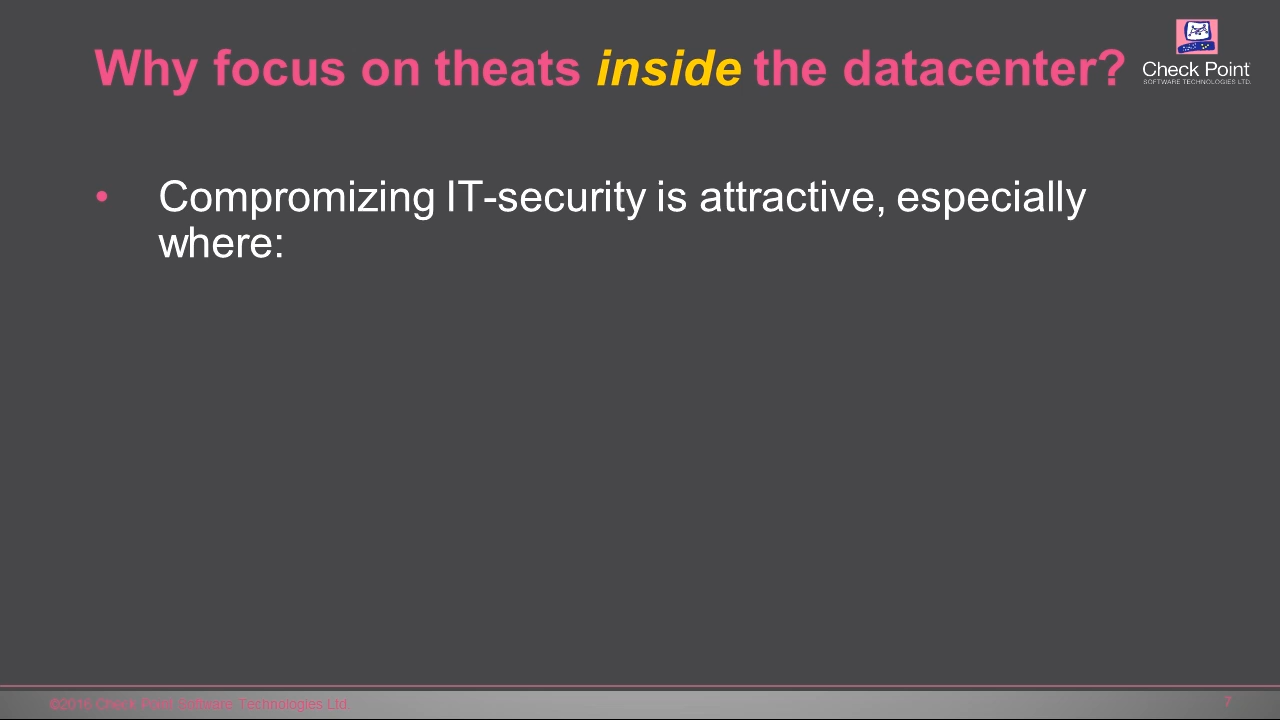 Why focus on theats inside the datacenter?
Check Point
SOFTWARE TECHNOLOGIES LTD.
• Compromizing IT-security is attractive, especially
where:
©2016 Check Point Software Technologies Ltd.
7